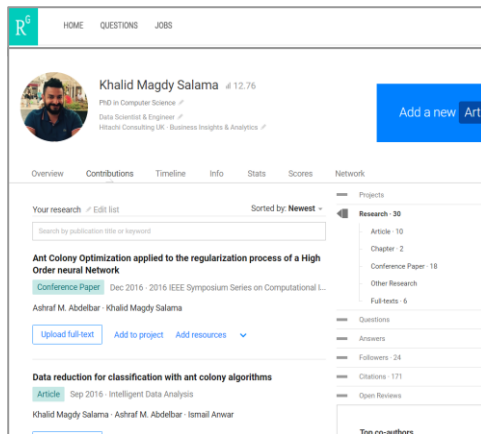 RG
HOME QUESTIONS JOBS
Khalid Magdy Salama 12.76
PhD in Computer Science
Data Scientist & Engineer
Hitachi Consulting UK · Business Insights & Analytics
Add a new Art
Overview Contributions Timeline Info Stats Scores Network
Your research Edit list Sorted by: Newest
Search by publication title or keyword
Ant Colony Optimization applied to the regularization process of a High
Order neural Network
Conference Paper Dec 2016 · 2016 IEEE Symposium Series on Computational I...
Ashraf M. Abdelbar · Khalid Magdy Salama
Upload full-text Add to project Add resources
Data reduction for classification with ant colony algorithms
Article Sep 2016 · Intelligent Data Analysis
Khalid Magdy Salama · Ashraf M. Abdelbar · Ismail Anwar
Projects
Research · 30
Article · 10
Chapter · 2
Conference Paper · 18
Other Research
Full-texts · 6
Questions
Answers
Followers · 24
Citations · 171
Open Reviews
Top co-authors